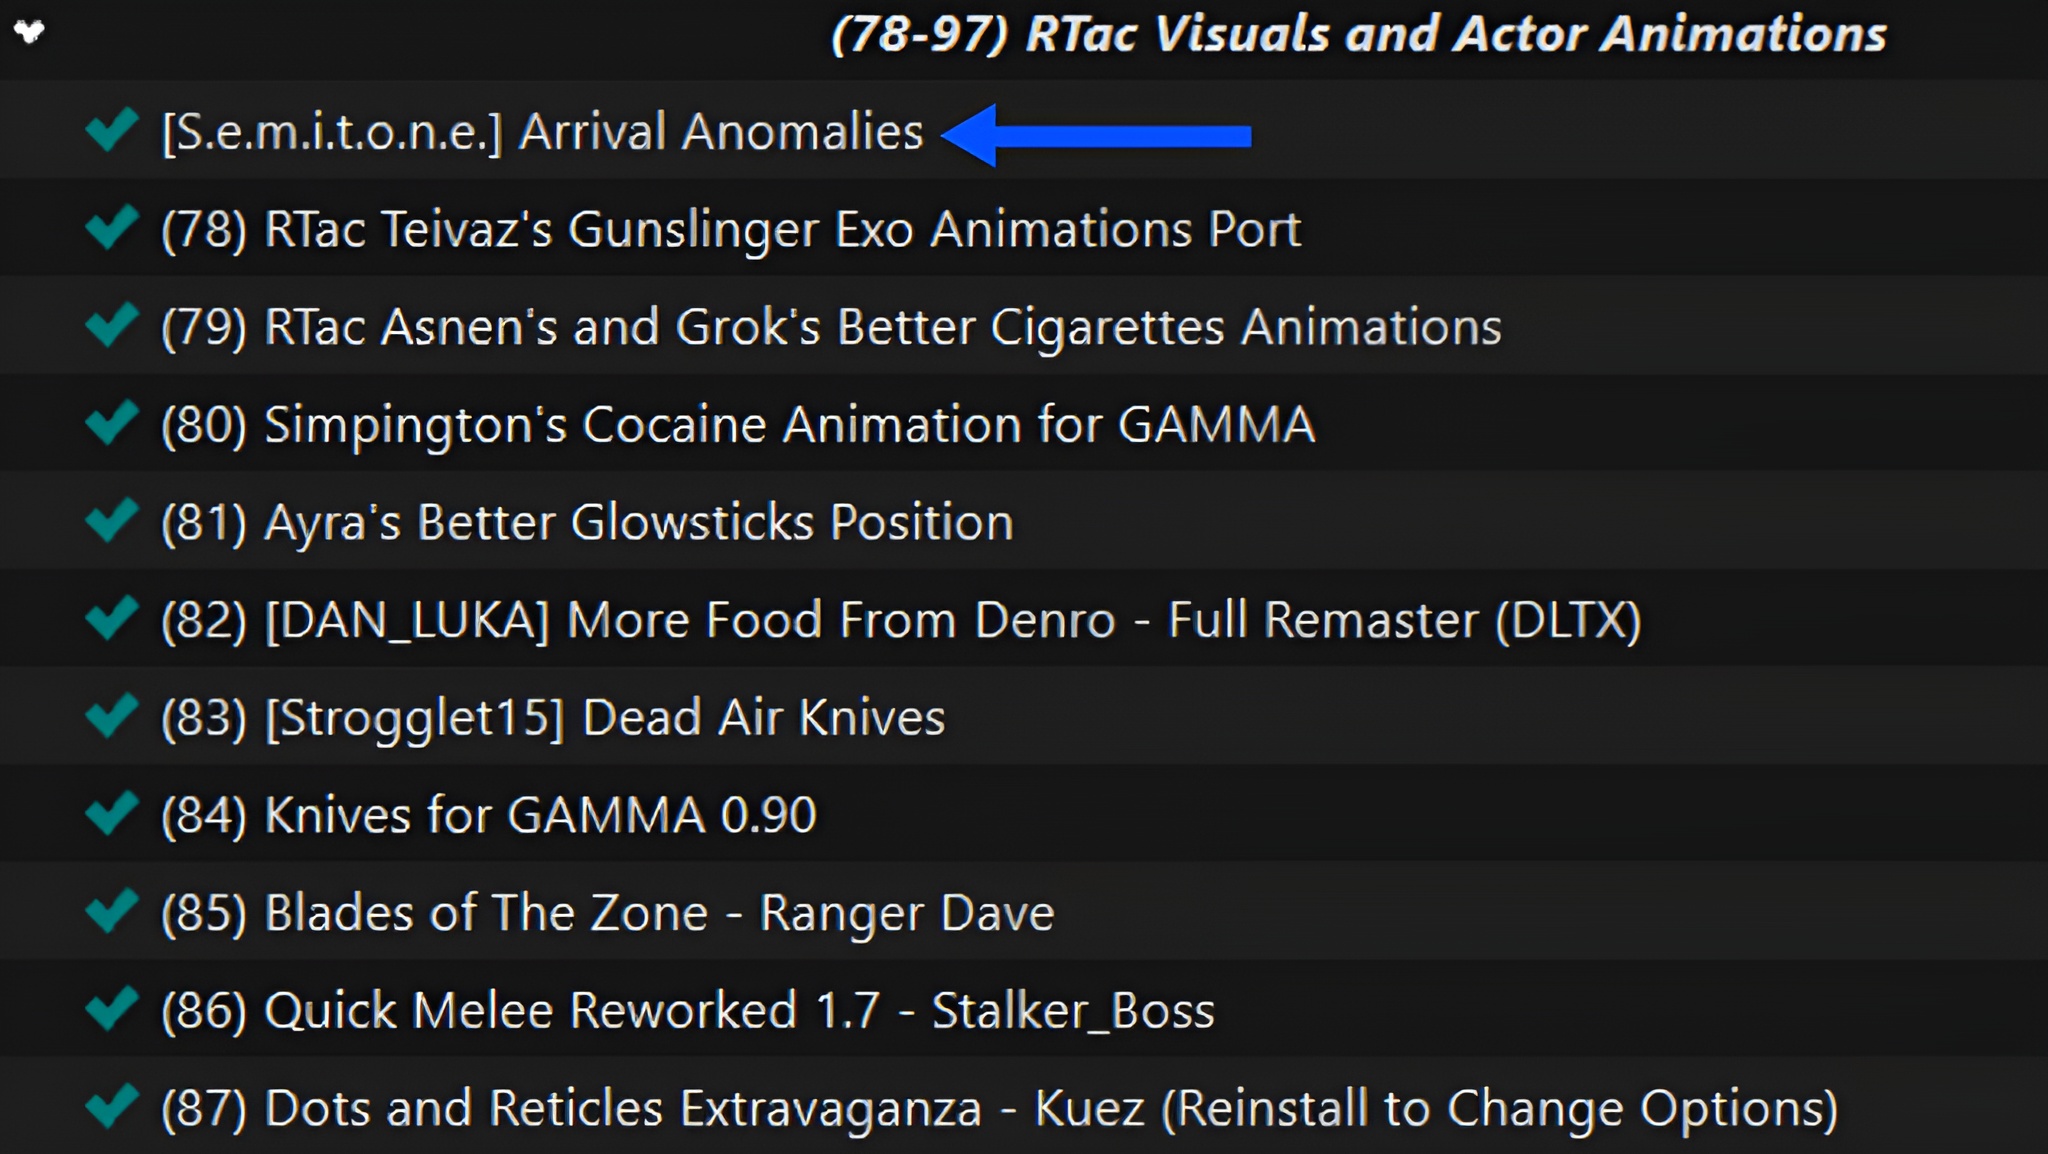 (78-97) RTac Visuals and Actor Animations
[S.e.m.i.t.o.n.e.] Arrival Anomalies
(78) RTac Teivaz's Gunslinger Exo Animations Port
(79) RTac Asnen's and Grok's Better Cigarettes Animations
(80) Simpington's Cocaine Animation for GAMMA
(81) Ayra's Better Glowsticks Position
(82) [DAN_LUKA] More Food From Denro - Full Remaster (DLTX)
(83) [Strogglet15] Dead Air Knives
(84) Knives for GAMMA 0.90
(85) Blades of The Zone - Ranger Dave
(86) Quick Melee Reworked 1.7 - Stalker_Boss
(87) Dots and Reticles Extravaganza - Kuez (Reinstall to Change Options)